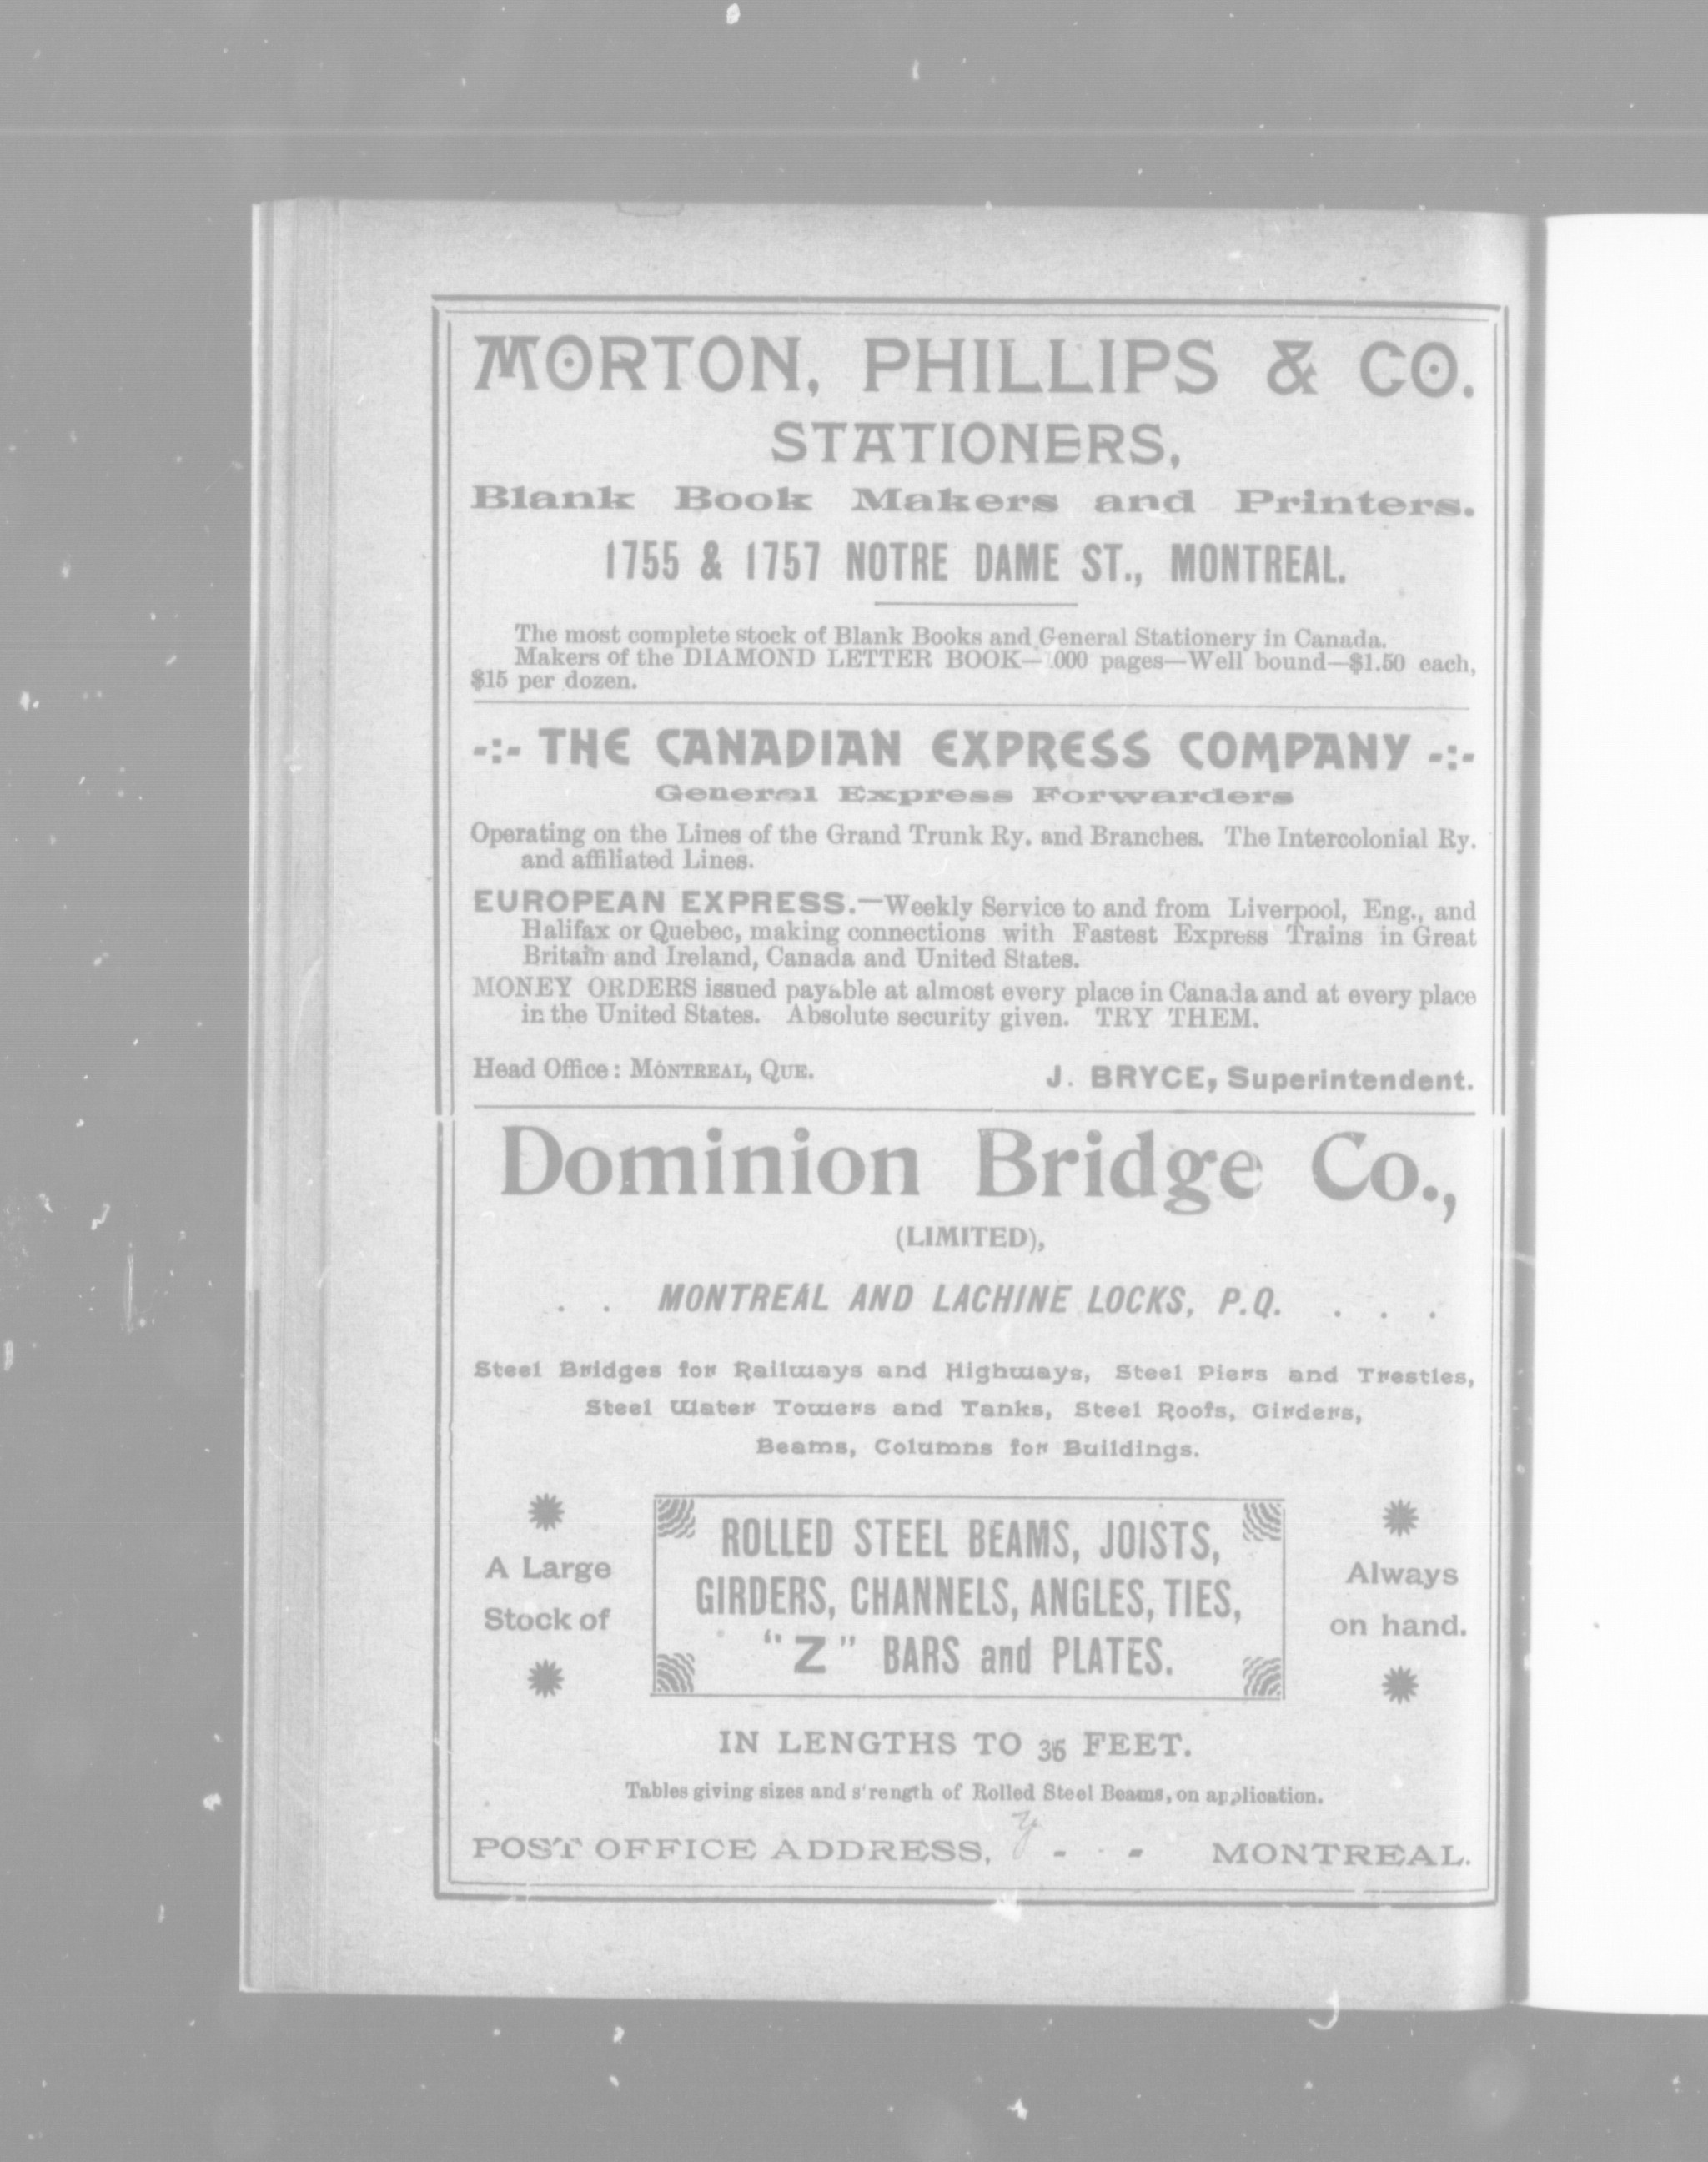 MORTON, PHILLIPS & CO.
STATIONERS,
Blank Book Makers and Printers.
1755 & 1757 NOTRE DAME ST., MONTREAL.
The most complete stock of Blank Books and General Stationery in Canada.
Makers of the DIAMOND LETTER BOOK—1000 pages—Well bound—$1.50 each,
$15 per dozen.
-:- THE CANADIAN EXPRESS COMPANY -:-
General Express Forwarders
Operating on the Lines of the Grand Trunk Ry. and Branches. The Intercolonial Ry.
and affiliated Lines.
EUROPEAN EXPRESS.—Weekly Service to and from Liverpool, Eng., and
Halifax or Quebec, making connections with Fastest Express Trains in Great
Britain and Ireland, Canada and United States.
MONEY ORDERS issued payable at almost every place in Canada and at every place
in the United States. Absolute security given. TRY THEM.
Head Office: MONTREAL, QUE. J. BRYCE, Superintendent.
Dominion Bridge Co.,
(LIMITED),
. . MONTREAL AND LACHINE LOCKS, P.Q. . . .
Steel Bridges for Railways and Highways, Steel Piers and Trestles,
Steel Water Towers and Tanks, Steel Roofs, Girders,
Beams, Columns for Buildings.
A Large
Stock of
ROLLED STEEL BEAMS, JOISTS,
GIRDERS, CHANNELS, ANGLES, TIES,
"Z" BARS and PLATES.
Always
on hand.
IN LENGTHS TO 35 FEET.
Tables giving sizes and strength of Rolled Steel Beams, on application.
POST OFFICE ADDRESS, - - MONTREAL.